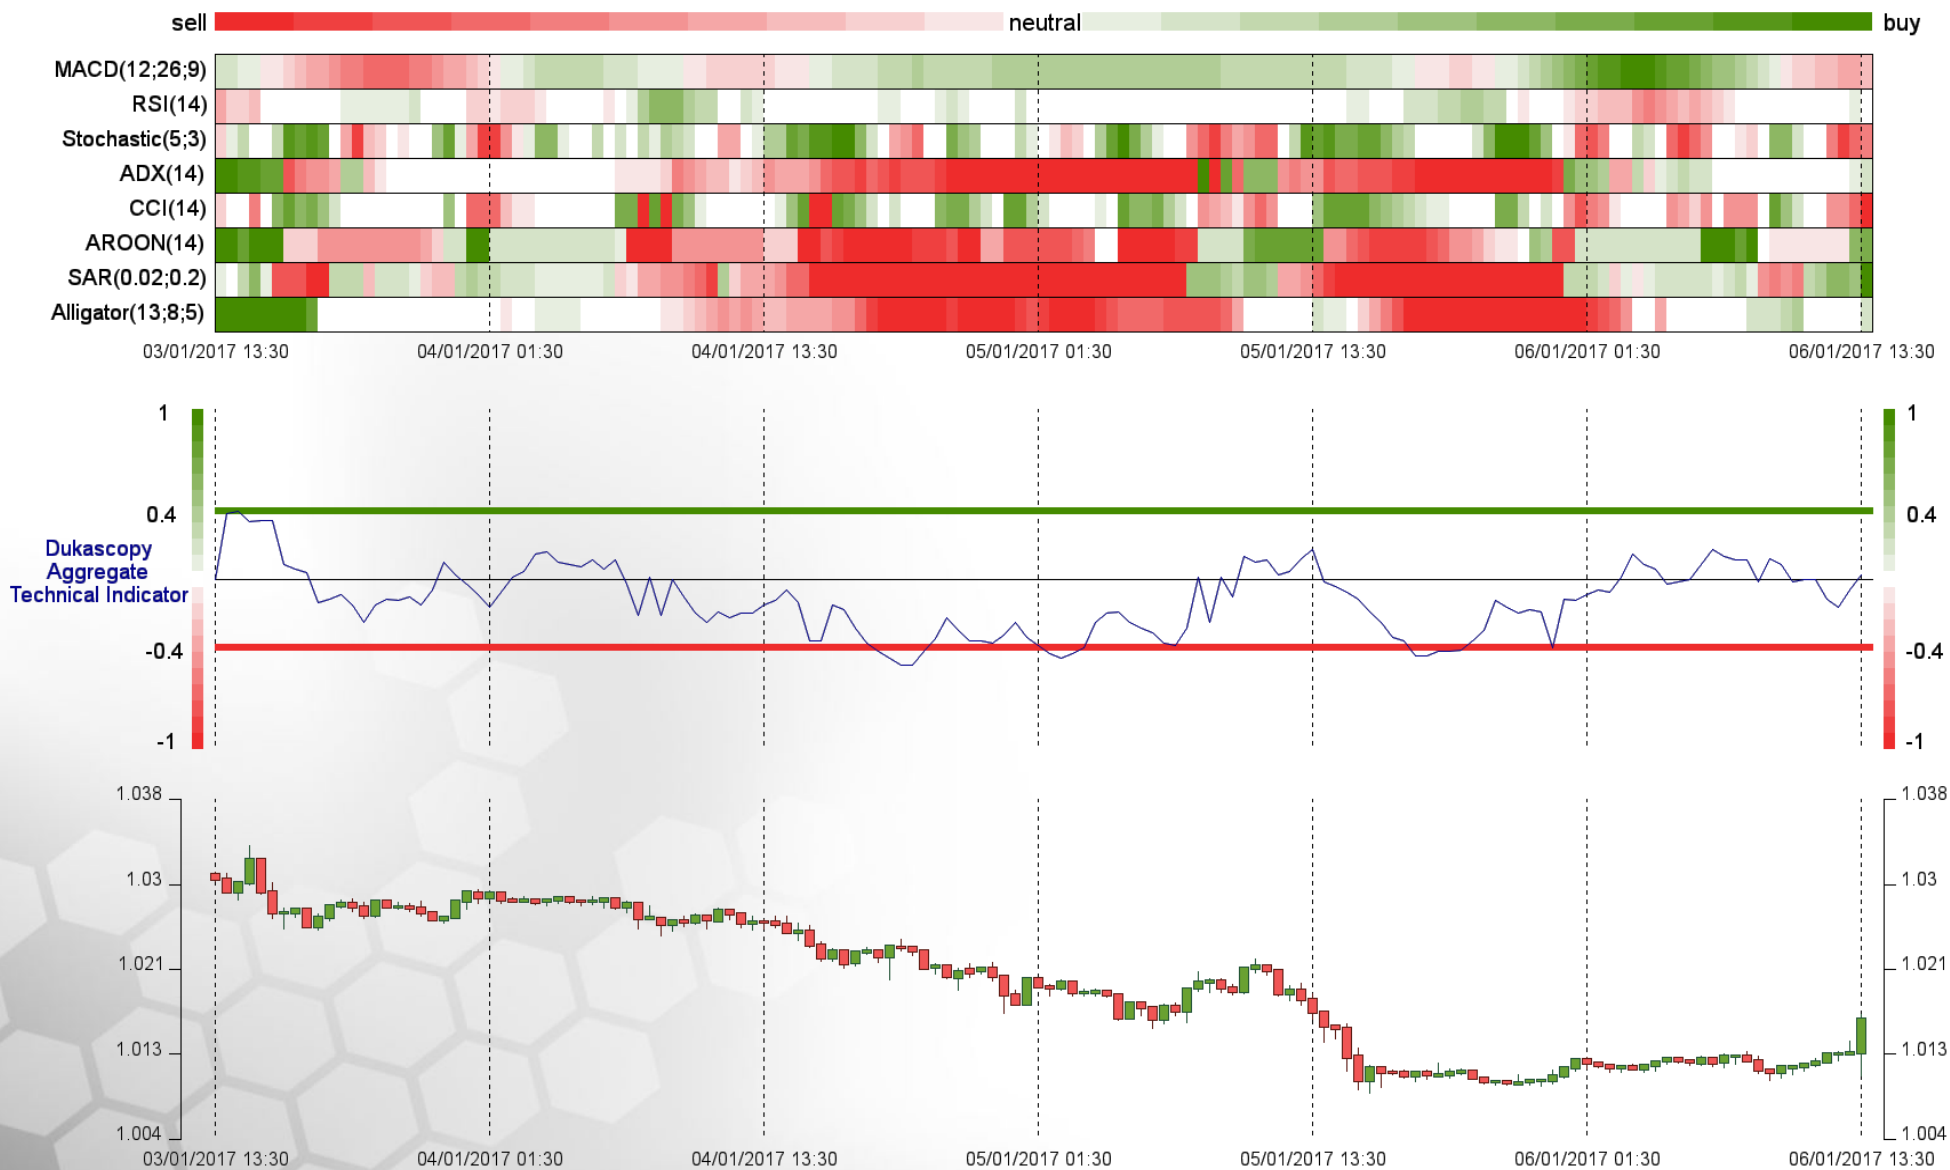 sell neutral buy
MACD(12;26;9)
RSI(14)
Stochastic(5;3)
ADX(14)
CCI(14)
AROON(14)
SAR(0.02;0.2)
Alligator(13;8;5)
03/01/2017 13:30 04/01/2017 01:30 04/01/2017 13:30 05/01/2017 01:30 05/01/2017 13:30 06/01/2017 01:30 06/01/2017 13:30
1 1
0.4 0.4
Dukascopy
Aggregate
Technical Indicator
-0.4 -0.4
-1 -1
1.038 1.038
1.03 1.03
1.021 1.021
1.013 1.013
1.004 1.004
03/01/2017 13:30 04/01/2017 01:30 04/01/2017 13:30 05/01/2017 01:30 05/01/2017 13:30 06/01/2017 01:30 06/01/2017 13:30